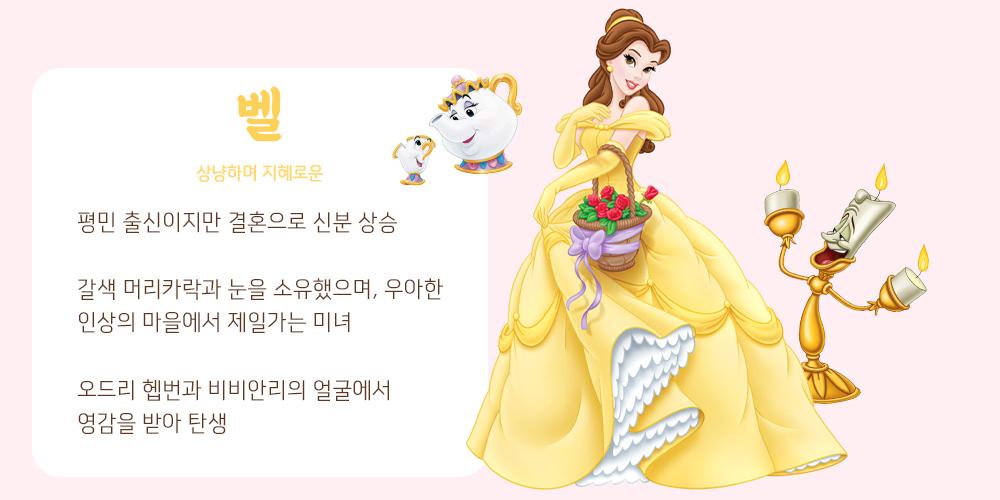 벨
상냥하며 지혜로운
평민 출신이지만 결혼으로 신분 상승
갈색 머리카락과 눈을 소유했으며, 우아한
인상의 마을에서 제일가는 미녀
오드리 헵번과 비비안리의 얼굴에서
영감을 받아 탄생